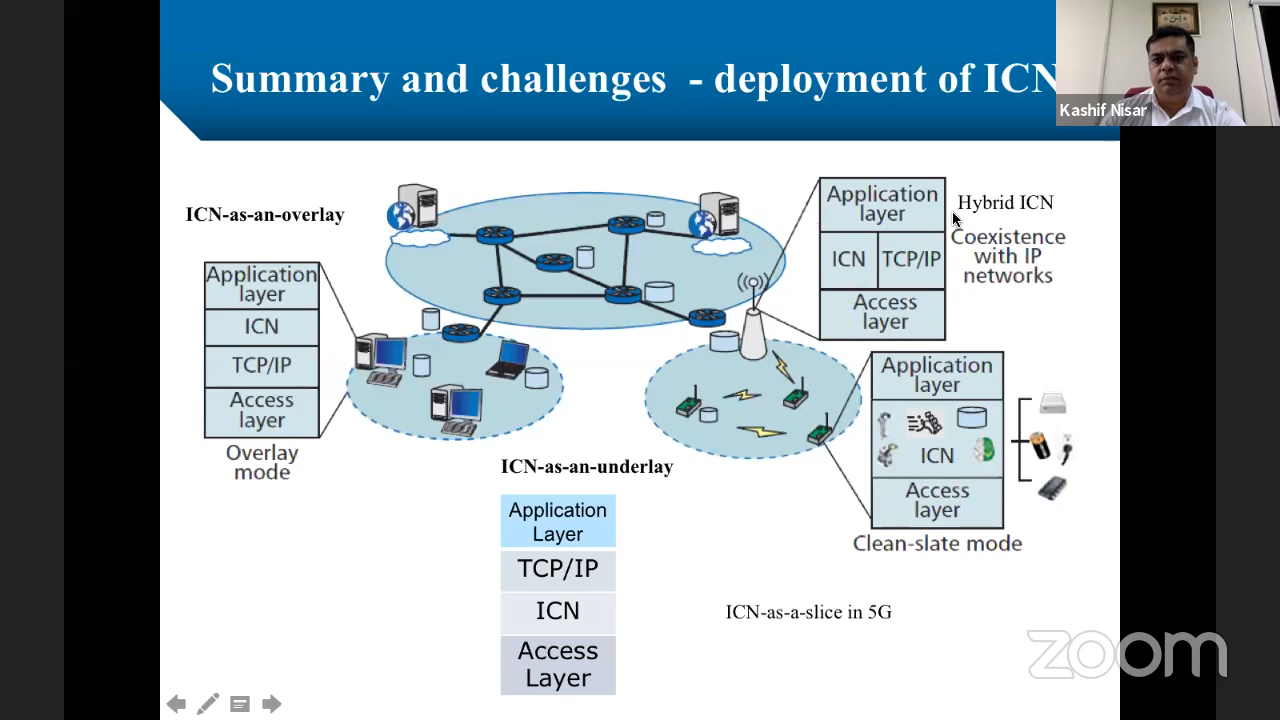 Summary and challenges - deployment of ICN
Kashif Nisar
ICN-as-an-overlay
Application
layer
ICN
TCP/IP
Access
layer
Overlay
mode
Application
layer
ICN TCP/IP
Access
layer
Hybrid ICN
Coexistence
with IP
networks
Application
layer
ICN
Access
layer
Clean-slate mode
ICN-as-an-underlay
Application
Layer
TCP/IP
ICN
Access
Layer
ICN-as-a-slice in 5G
zoom